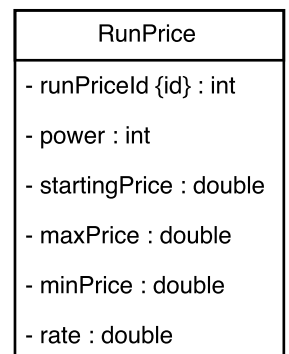 RunPrice
- runPriceId {id} : int
- power : int
- startingPrice : double
- maxPrice : double
- minPrice : double
- rate : double